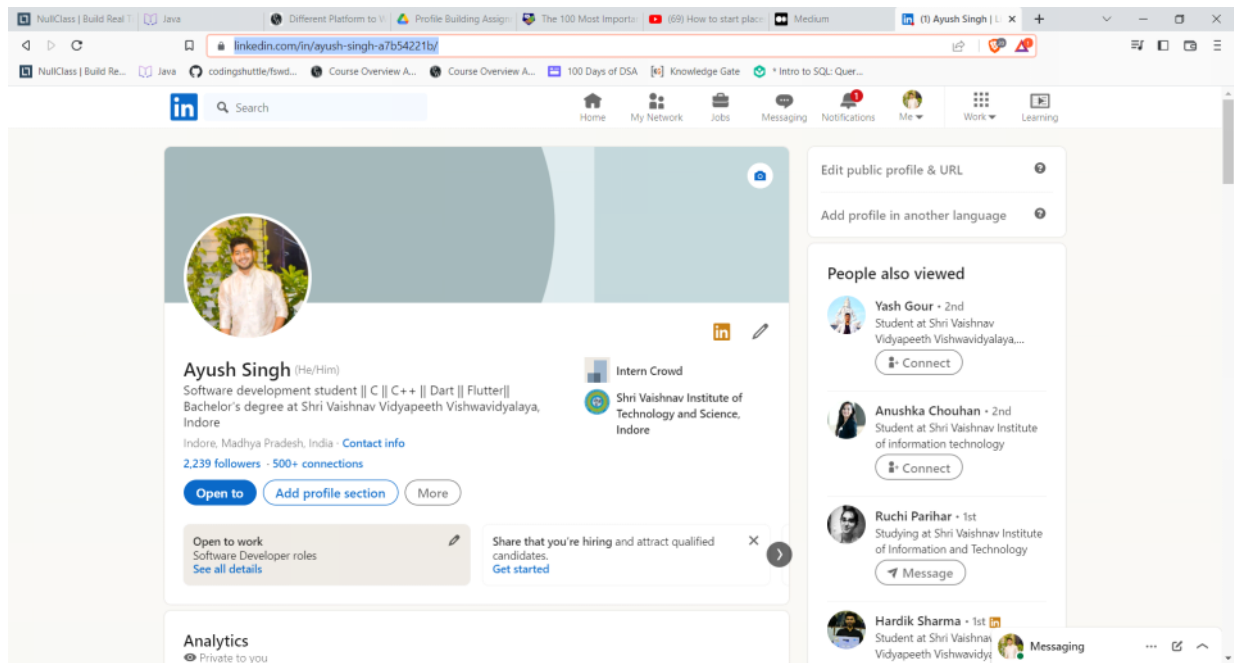 NullClass | Build Real T
Java
Different Platform to V
Profile Building Assign
The 100 Most Importa
(69) How to start place
Medium
(1) Ayush Singh | Li
linkedin.com/in/ayush-singh-a7b54221b/
NullClass | Build Re...
Java
codingshuttle/fswd...
Course Overview A...
Course Overview A...
100 Days of DSA
Knowledge Gate
* Intro to SQL: Quer...
in
Search
Home
My Network
Jobs
Messaging
1
Notifications
Me
Work
Learning
Ayush Singh (He/Him)
Software development student || C || C++ || Dart || Flutter||
Bachelor's degree at Shri Vaishnav Vidyapeeth Vishwavidyalaya,
Indore
Indore, Madhya Pradesh, India · Contact info
2,239 followers · 500+ connections
Open to
Add profile section
More
in
Intern Crowd
Shri Vaishnav Institute of
Technology and Science,
Indore
Open to work
Software Developer roles
See all details
Share that you're hiring and attract qualified
candidates.
Get started
Analytics
Private to you
Edit public profile & URL
Add profile in another language
People also viewed
Yash Gour · 2nd
Student at Shri Vaishnav
Vidyapeeth Vishwavidyalaya,...
Connect
Anushka Chouhan · 2nd
Student at Shri Vaishnav Institute
of information technology
Connect
Ruchi Parihar · 1st
Studying at Shri Vaishnav Institute
of Information and Technology
Message
Hardik Sharma · 1st in
Student at Shri Vaishnav
Vidyapeeth Vishwavidya
Messaging